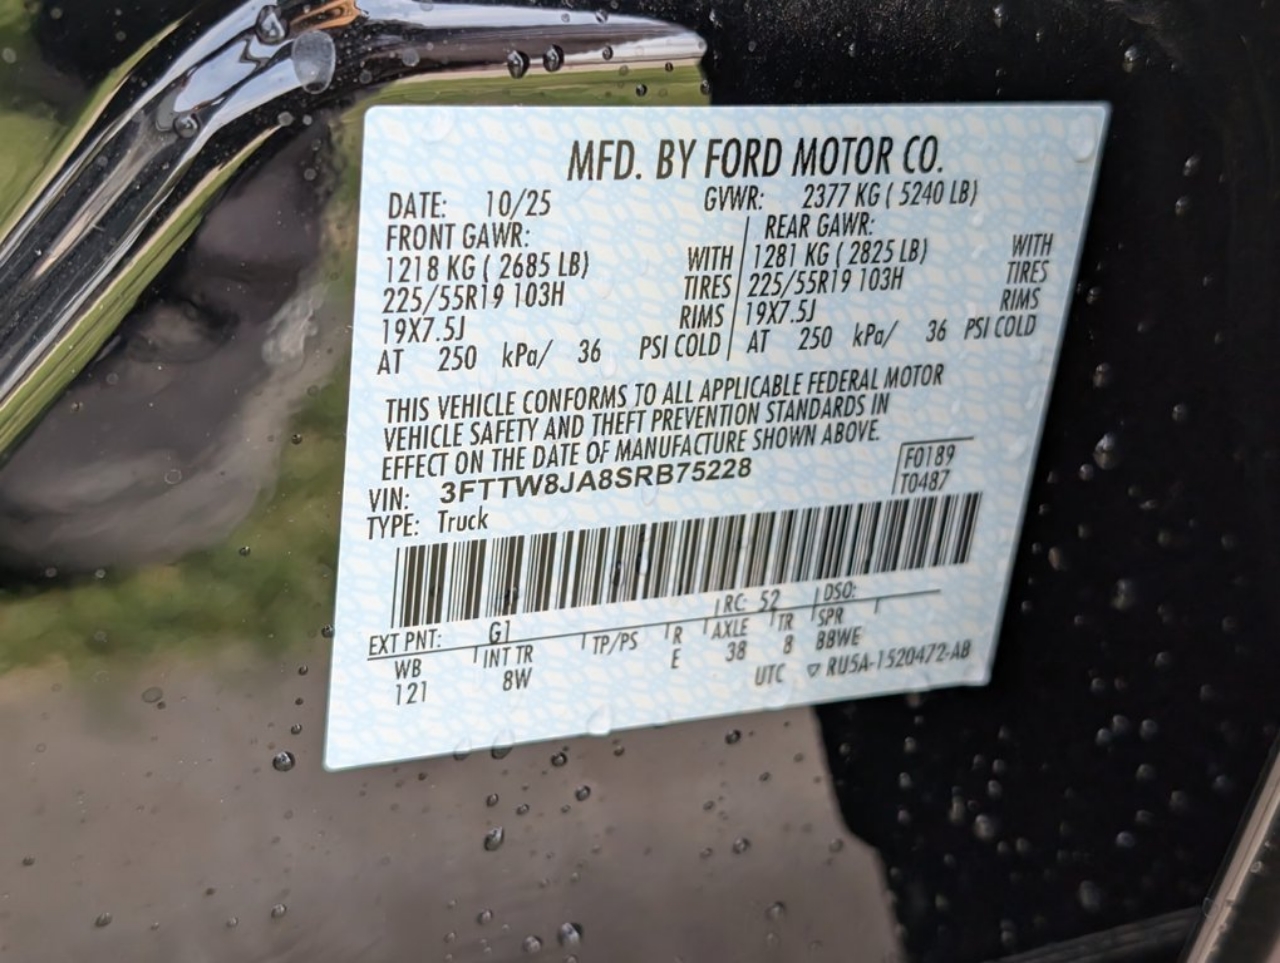 MFD. BY FORD MOTOR CO.
DATE: 10/25 GVWR: 2377 KG ( 5240 LB)
FRONT GAWR: REAR GAWR:
1218 KG ( 2685 LB) WITH 1281 KG (2825 LB) WITH
225/55R19 103H TIRES 225/55R19 103H TIRES
19X7.5J RIMS 19X7.5J RIMS
AT 250 kPa/ 36 PSI COLD AT 250 kPa/ 36 PSI COLD
THIS VEHICLE CONFORMS TO ALL APPLICABLE FEDERAL MOTOR
VEHICLE SAFETY AND THEFT PREVENTION STANDARDS IN
EFFECT ON THE DATE OF MANUFACTURE SHOWN ABOVE.
VIN: 3FTTW8JA8SRB75228 F0189
TYPE: Truck T0487
EXT PNT: G1 RC: 52 DSO:
WB INT TR TP/PS R AXLE TR SPR
121 8W E 38 8 BBWE
UTC ▽ RU5A-1520472-AB